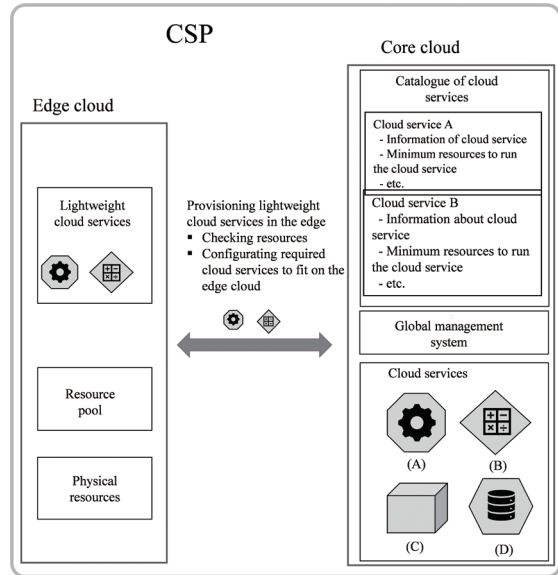 CSP
Edge cloud
Lightweight
cloud services
Resource
pool
Physical
resources
Provisioning lightweight
cloud services in the edge
▪ Checking resources
▪ Configurating required
cloud services to fit on the
edge cloud
Core cloud
Catalogue of cloud
services
Cloud service A
- Information of cloud service
- Minimum resources to run
the cloud service
- etc.
Cloud service B
- Information about cloud
service
- Minimum resources to run
the cloud service
- etc.
Global management
system
Cloud services
(A)
(B)
(C)
(D)